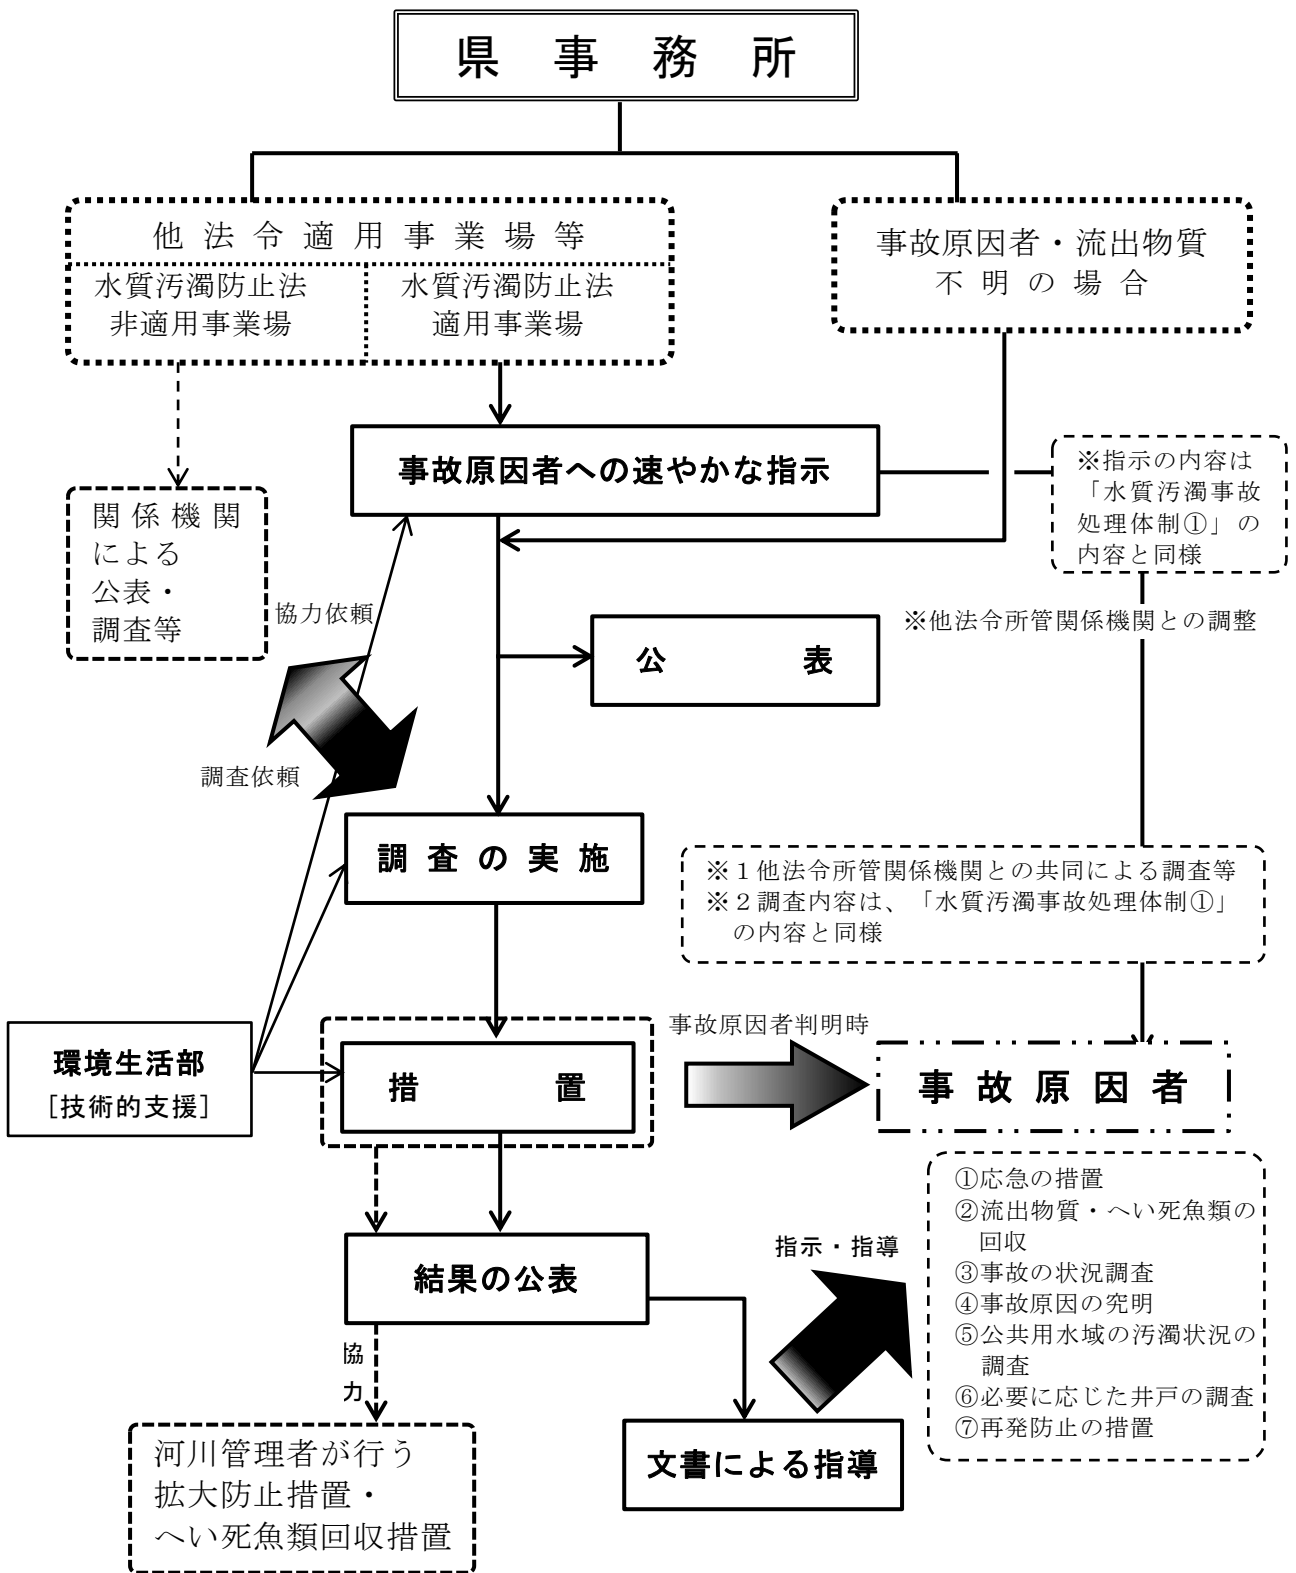 県事務所
他法令適用事業場等
水質汚濁防止法
非適用事業場
水質汚濁防止法
適用事業場
事故原因者・流出物質
不明の場合
事故原因者への速やかな指示
※指示の内容は
「水質汚濁事故
処理体制①」の
内容と同様
関係機関
による
公表・
調査等
協力依頼
※他法令所管関係機関との調整
公表
調査依頼
調査の実施
※１他法令所管関係機関との共同による調査等
※２調査内容は、「水質汚濁事故処理体制①」
の内容と同様
環境生活部
［技術的支援］
措置
事故原因者判明時
事故原因者
①応急の措置
②流出物質・へい死魚類の
回収
③事故の状況調査
④事故原因の究明
⑤公共用水域の汚濁状況の
調査
⑥必要に応じた井戸の調査
⑦再発防止の措置
指示・指導
結果の公表
協
力
文書による指導
河川管理者が行う
拡大防止措置・
へい死魚類回収措置